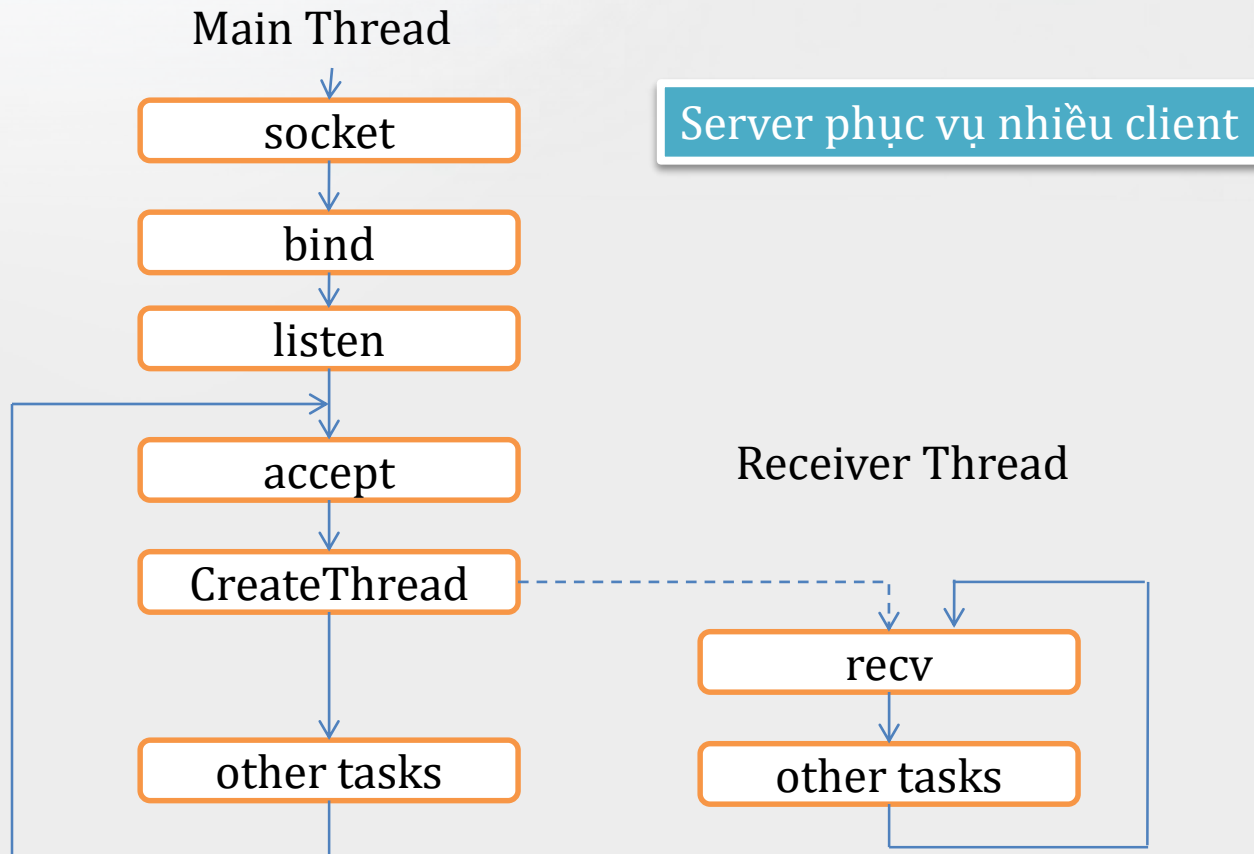 Main Thread
Server phục vụ nhiều client
socket
bind
listen
accept
Receiver Thread
CreateThread
recv
other tasks
other tasks